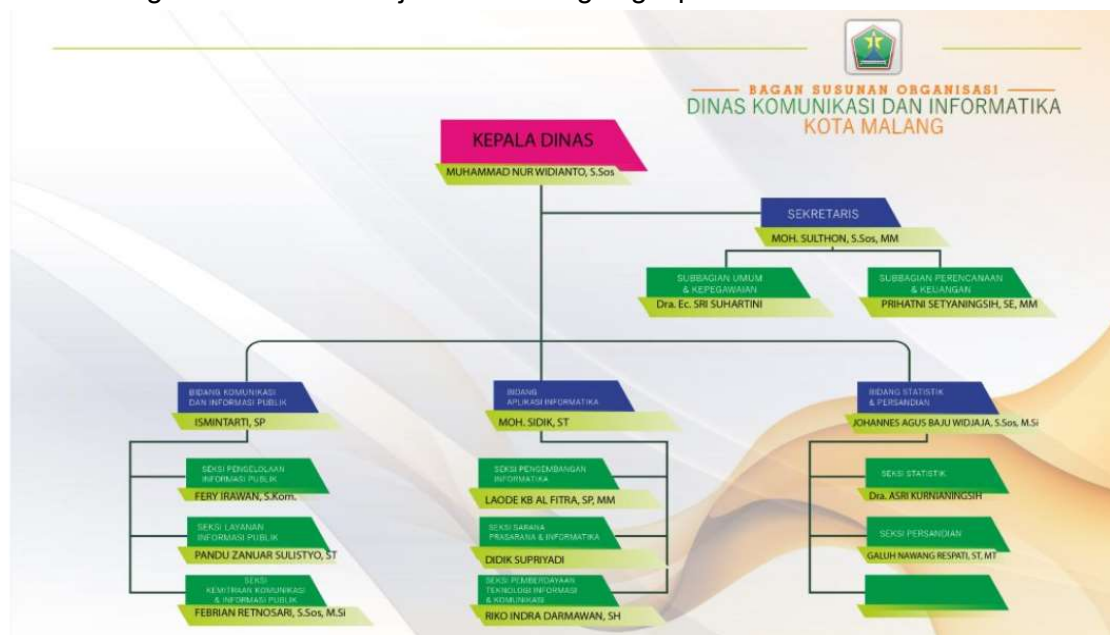 BAGAN SUSUNAN ORGANISASI
DINAS KOMUNIKASI DAN INFORMATIKA
KOTA MALANG
KEPALA DINAS
MUHAMMAD NUR WIDIANTO, S.Sos
SEKRETARIS
MOH. SULTHON, S.Sos, MM
SUBBAGIAN UMUM
& KEPEGAWAIAN
Dra. Ec. SRI SUHARTINI
SUBBAGIAN PERENCANAAN
& KEUANGAN
PRIHATNI SETYANINGSIH, SE, MM
BIDANG KOMUNIKASI
DAN INFORMASI PUBLIK
ISMINTARTI, SP
SEKSI PENGELOLAAN
INFORMASI PUBLIK
FERY IRAWAN, S.Kom.
SEKSI LAYANAN
INFORMASI PUBLIK
PANDU ZANUAR SULISTYO, ST
SEKSI
KEMITRAAN KOMUNIKASI
& INFORMASI PUBLIK
FEBRIAN RETNOSARI, S.Sos, M.Si
BIDANG
APLIKASI INFORMATIKA
MOH. SIDIK, ST
SEKSI PENGEMBANGAN
INFORMATIKA
LAODE KB AL FITRA, SP, MM
SEKSI SARANA
PRASARANA & INFORMATIKA
DIDIK SUPRIYADI
SEKSI PEMBERDAYAAN
TEKNOLOGI INFORMASI
& KOMUNIKASI
RIKO INDRA DARMAWAN, SH
BIDANG STATISTIK
& PERSANDIAN
JOHANNES AGUS BAJU WIDJAJA, S.Sos, M.Si
SEKSI STATISTIK
Dra. ASRI KURNIANINGSIH
SEKSI PERSANDIAN
GALUH NAWANG RESPATI, ST, MT